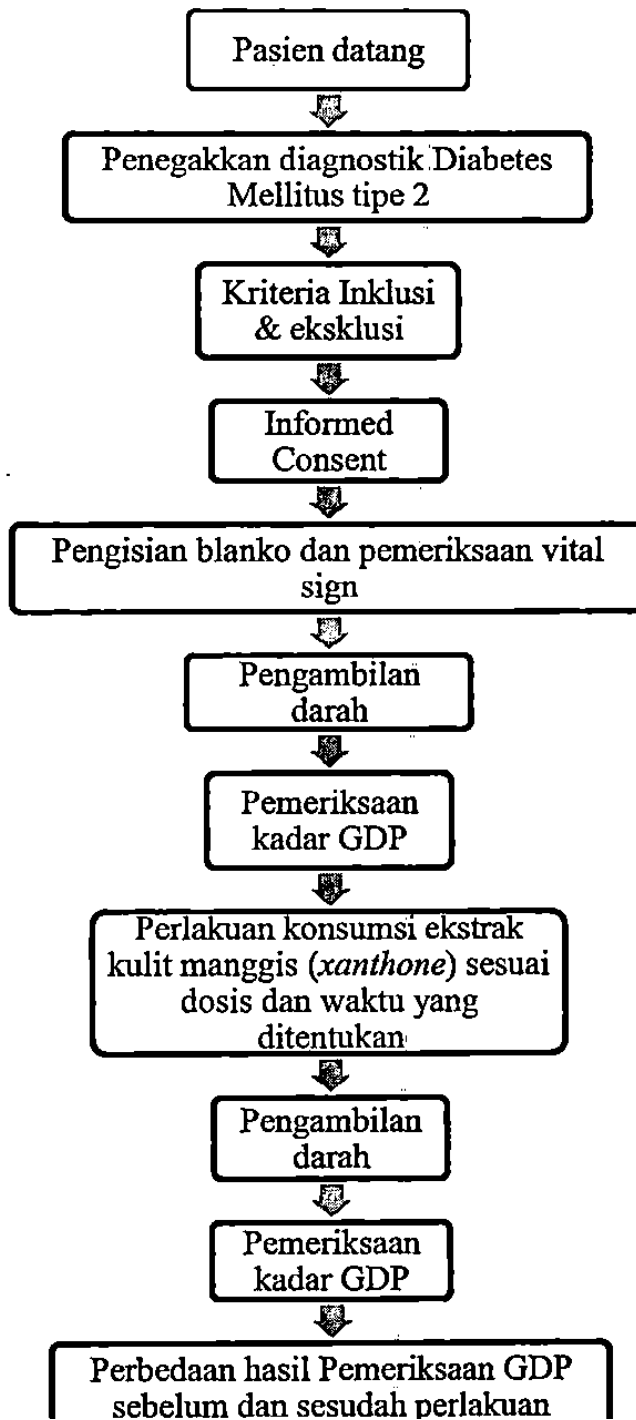 Pasien datang
Penegakkan diagnostik Diabetes
Mellitus tipe 2
Kriteria Inklusi
& eksklusi
Informed
Consent
Pengisian blanko dan pemeriksaan vital
sign
Pengambilan
darah
Pemeriksaan
kadar GDP
Perlakuan konsumsi ekstrak
kulit manggis (xanthone) sesuai
dosis dan waktu yang
ditentukan
Pengambilan
darah
Pemeriksaan
kadar GDP
Perbedaan hasil Pemeriksaan GDP
sebelum dan sesudah perlakuan